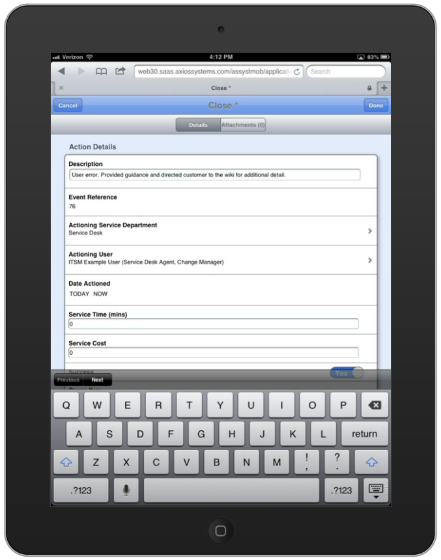 Verizon 4:12 PM 83%
web30.saas.axiossystems.com/assystmob/applicati Search
Close *
Cancel Close * Done
Details Attachments (0)
Action Details
Description
User error. Provided guidance and directed customer to the wiki for additional detail.
Event Reference
76
Actioning Service Department
Service Desk
Actioning User
ITSM Example User (Service Desk Agent, Change Manager)
Date Actioned
TODAY NOW
Service Time (mins)
0
Service Cost
0
Success Yes
Previous Next
Q W E R T Y U I O P
A S D F G H J K L return
Z X C V B N M ! , ? .
.?123 .?123